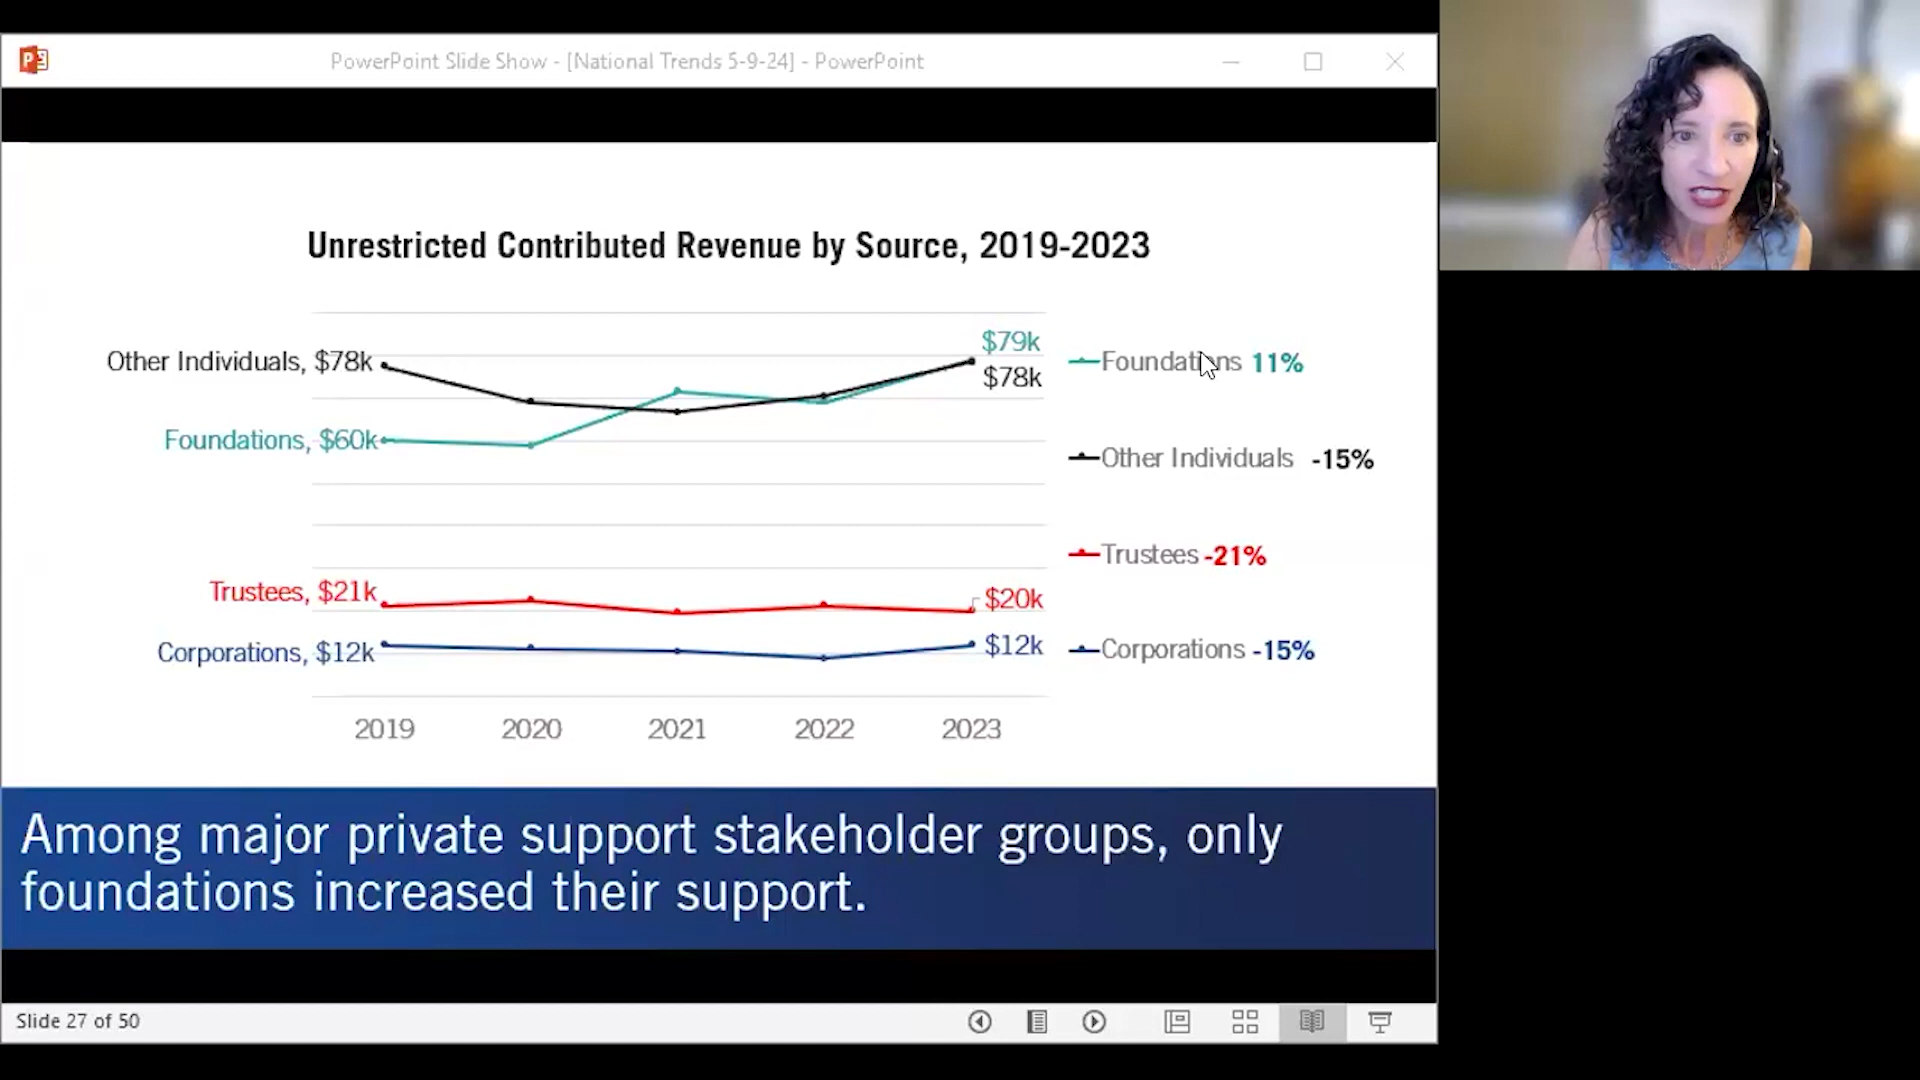 PowerPoint Slide Show - [National Trends 5-9-24] - PowerPoint
Unrestricted Contributed Revenue by Source, 2019-2023
Other Individuals, $78k
Foundations, $60k
Trustees, $21k
Corporations, $12k
$79k
$78k
$20k
$12k
Foundations 11%
Other Individuals -15%
Trustees -21%
Corporations -15%
2019 2020 2021 2022 2023
Among major private support stakeholder groups, only
foundations increased their support.
Slide 27 of 50